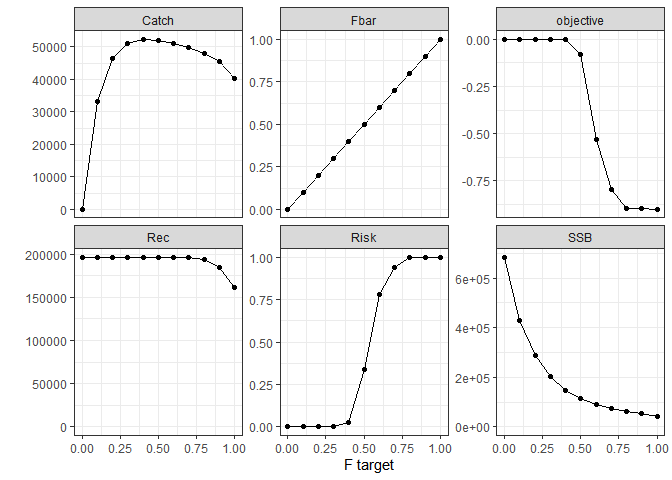 Catch
Fbar
objective
50000
40000
30000
20000
10000
0
1.00
0.75
0.50
0.25
0.00
0.00
-0.25
-0.50
-0.75
Rec
Risk
SSB
200000
150000
100000
50000
0
1.00
0.75
0.50
0.25
0.00
6e+05
4e+05
2e+05
0e+00
0.00 0.25 0.50 0.75 1.00
0.00 0.25 0.50 0.75 1.00
0.00 0.25 0.50 0.75 1.00
F target